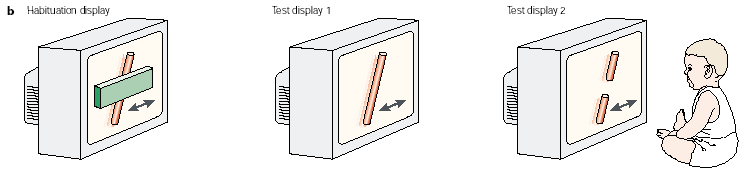 b Habituation display
Test display 1
Test display 2